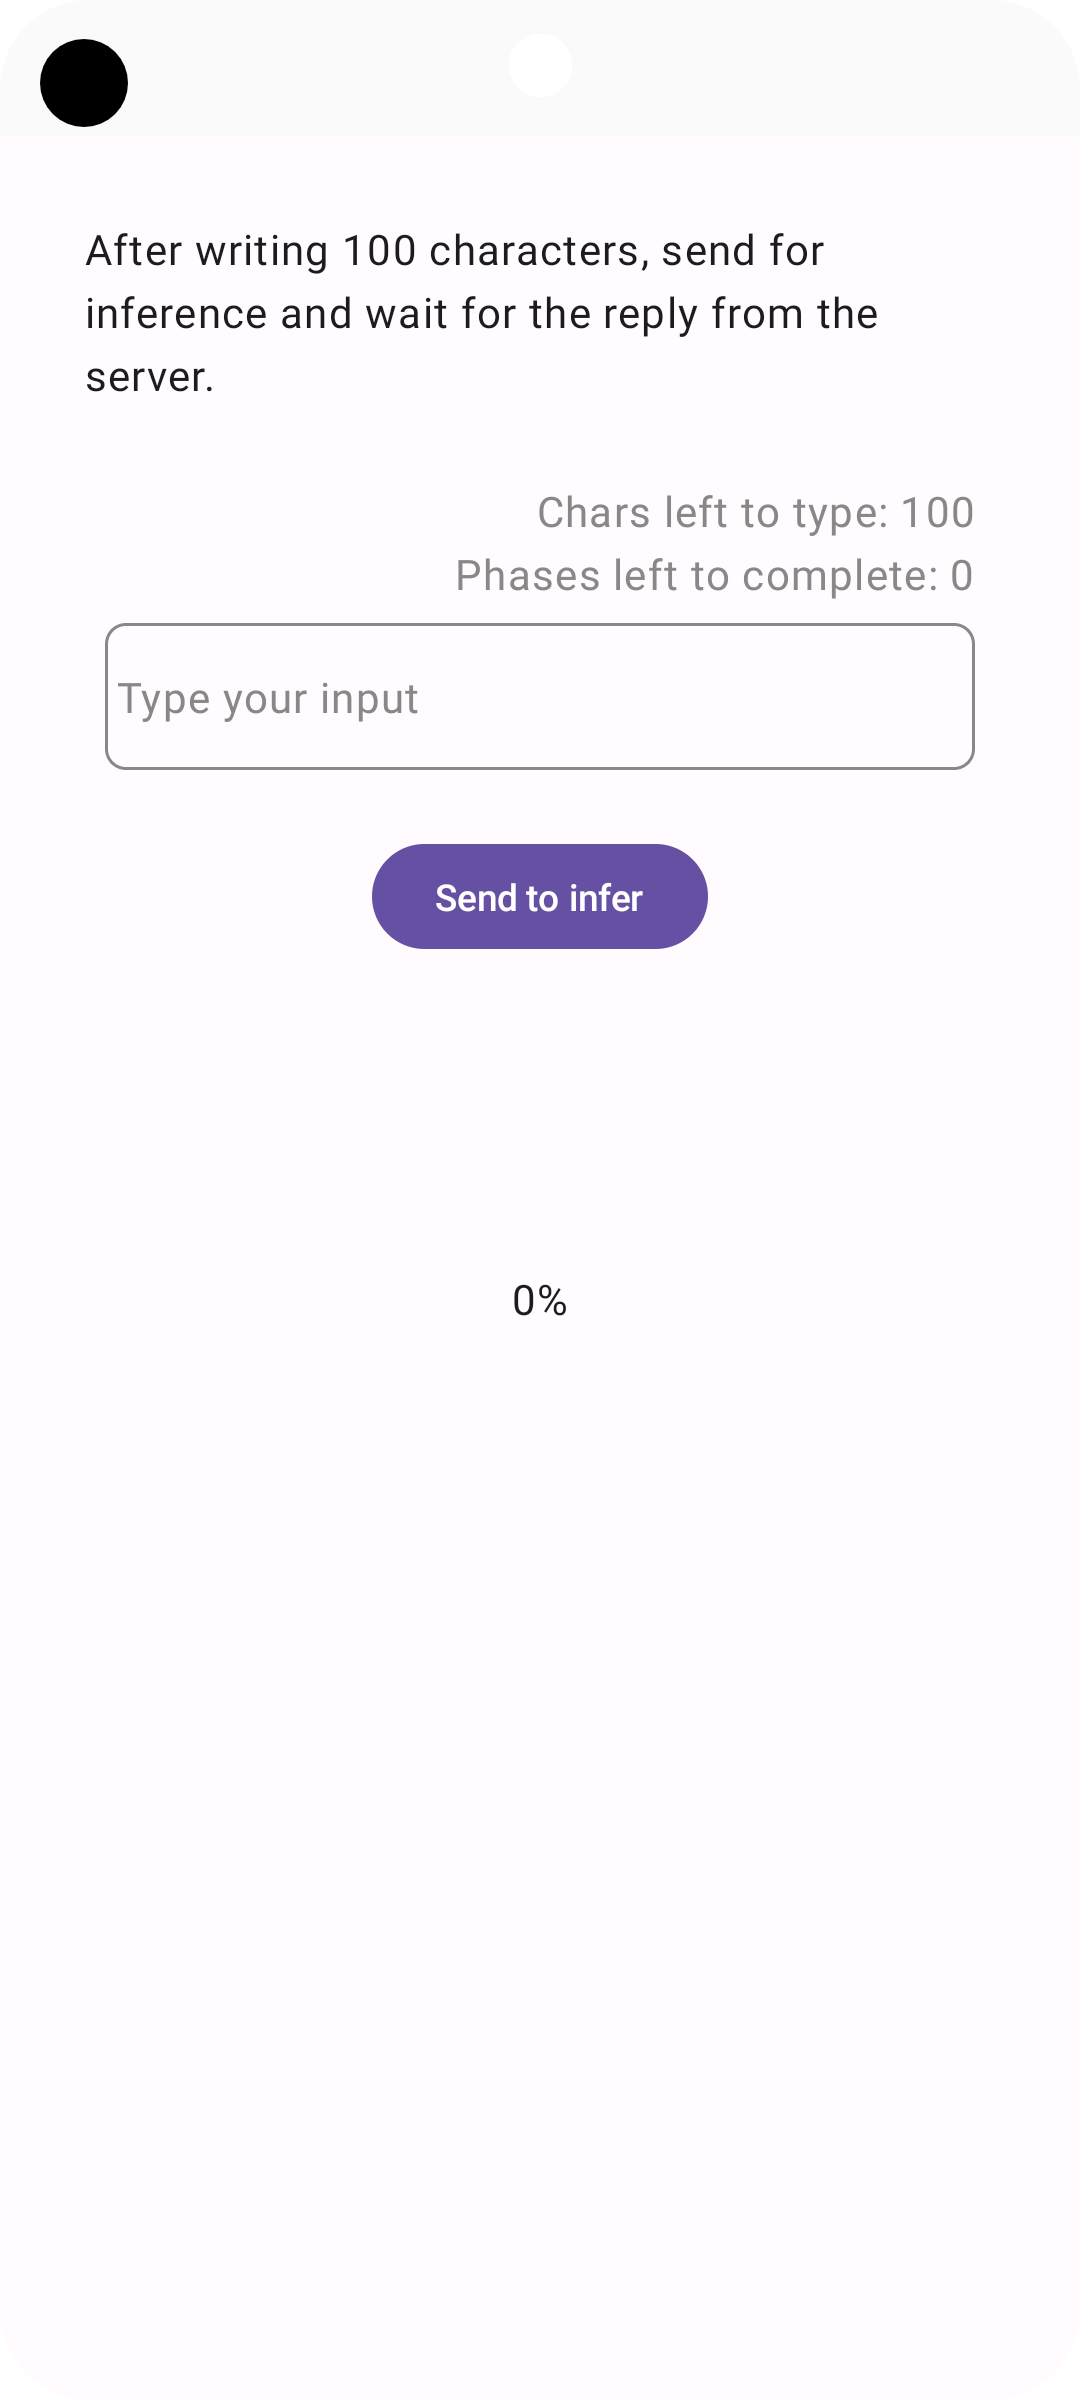 After writing 100 characters, send for
inference and wait for the reply from the
server.
Chars left to type: 100
Phases left to complete: 0
Type your input
Send to infer
0%